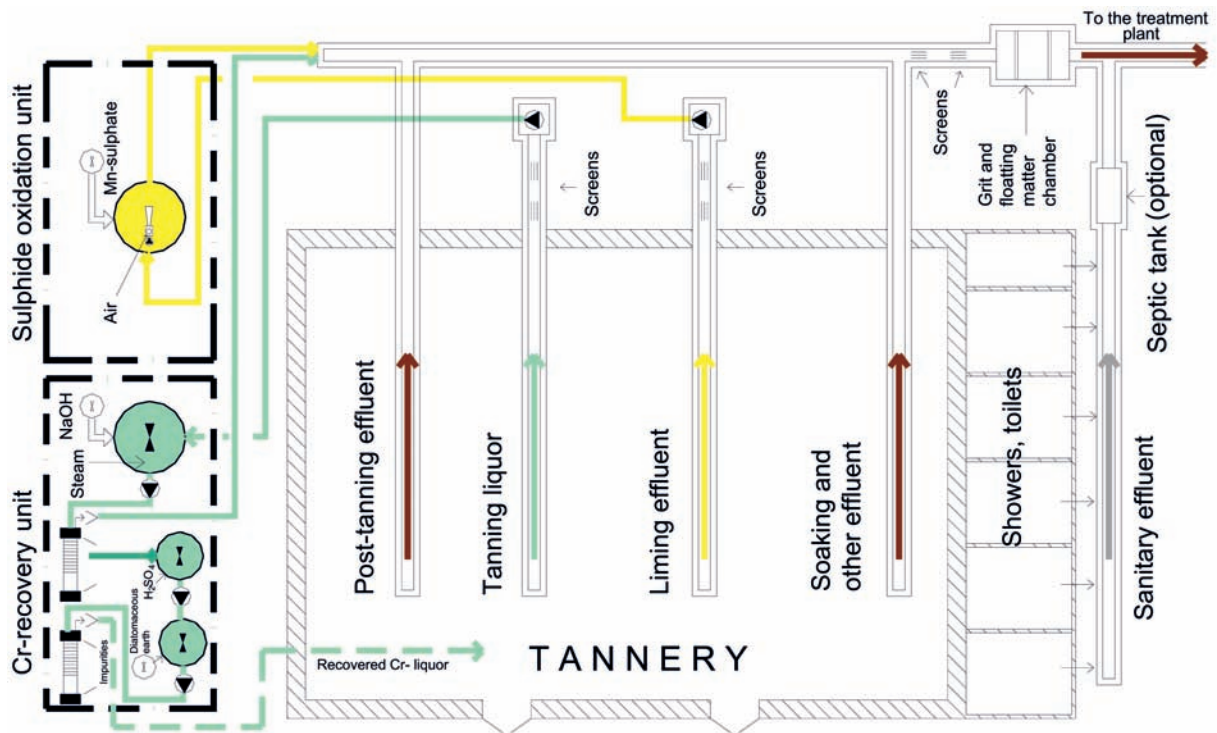 To the treatment
plant
Sulphide oxidation unit
Mn-sulphate
Air
Screens
Screens
Screens
Grit and
floatting
matter
chamber
Septic tank (optional)
Cr-recovery unit
NaOH
Steam
H₂SO₄
Diatomaceous
earth
Impurities
Post-tanning effluent
Tanning liquor
Liming effluent
Soaking and
other effluent
Showers, toilets
Sanitary effluent
Recovered Cr- liquor
TANNERY